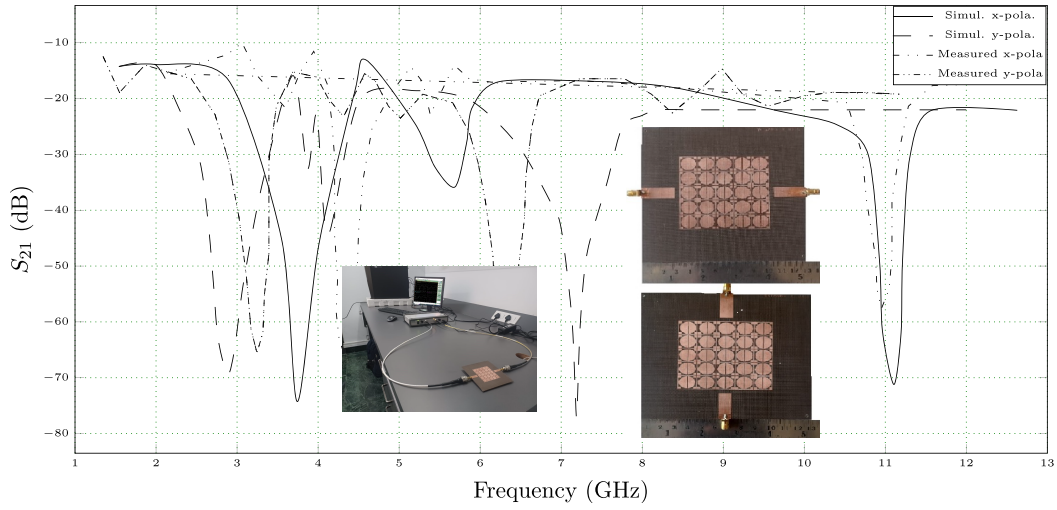 Simul. x-pola.
Simul. y-pola.
Measured x-pola
Measured y-pola
−10
−20
−30
−40
−50
−60
−70
−80
S21 (dB)
1 2 3 4 5 6 7 8 9 10 11 12 13
Frequency (GHz)